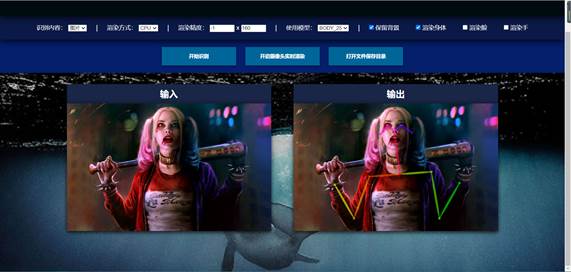 识别内容: 图片 | 渲染方式: CPU | 渲染精度: -1 x 160 | 使用模型: BODY_25 | 保留背景 渲染身体 渲染脸 渲染手
开始识别 开启摄像头实时渲染 打开文件保存目录
输入 输出